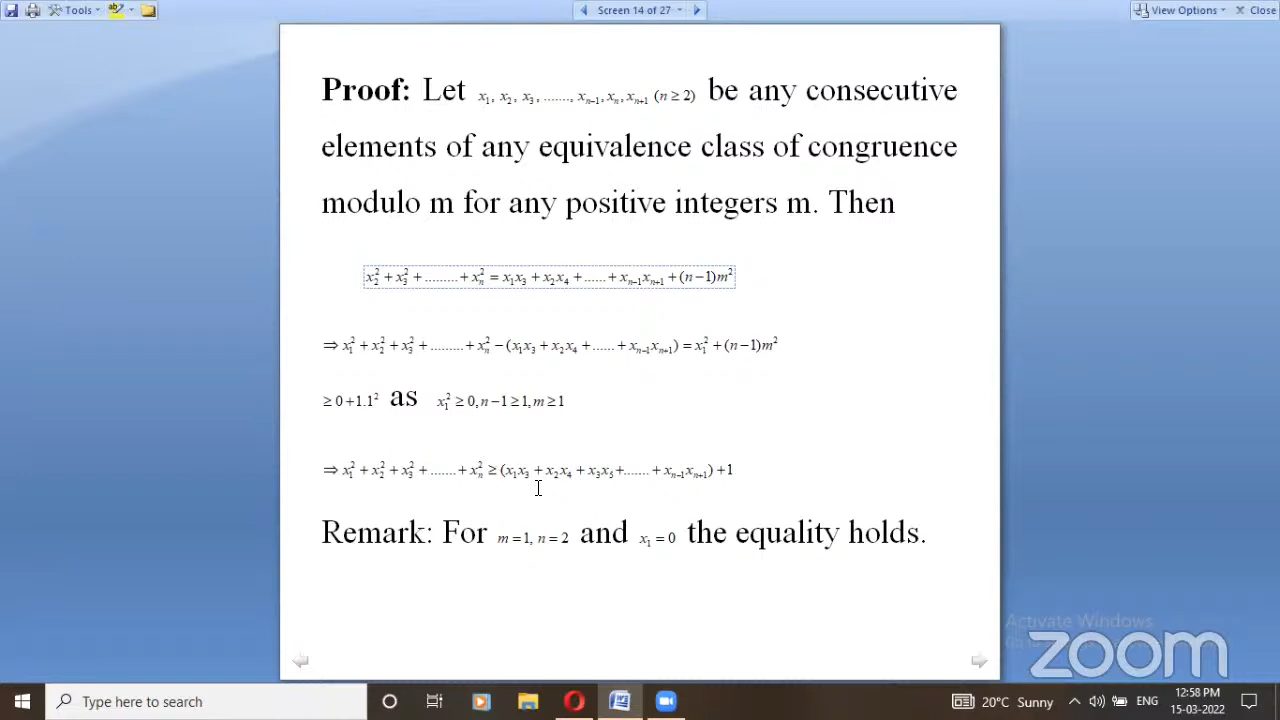 Tools
Screen 14 of 27
View Options
Close
Proof: Let x₁, x₂, x₃, ......., xₙ₋₁, xₙ, xₙ₊₁ (n ≥ 2) be any consecutive
elements of any equivalence class of congruence
modulo m for any positive integers m. Then
x₂² + x₃² + ......... + xₙ² = x₁x₃ + x₂x₄ + ...... + xₙ₋₁xₙ₊₁ + (n−1)m²
⇒ x₁² + x₂² + x₃² + ......... + xₙ² − (x₁x₃ + x₂x₄ + ...... + xₙ₋₁xₙ₊₁) = x₁² + (n−1)m²
≥ 0 + 1.1² as x₁² ≥ 0, n−1 ≥ 1, m ≥ 1
⇒ x₁² + x₂² + x₃² + ....... + xₙ² ≥ (x₁x₃ + x₂x₄ + x₃x₅ + ....... + xₙ₋₁xₙ₊₁) + 1
Remark: For m = 1, n = 2 and x₁ = 0 the equality holds.
Activate Windows
zoom
Type here to search
20°C Sunny
ENG
12:58 PM
15-03-2022